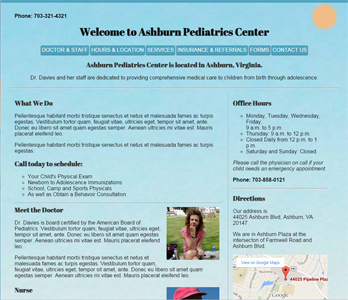 Phone: 703-321-4321
Welcome to Ashburn Pediatrics Center
DOCTOR & STAFF HOURS & LOCATION SERVICES INSURANCE & REFERRALS FORMS CONTACT US
Ashburn Pediatrics Center is located in Ashburn, Virginia.
Dr. Davies and her staff are dedicated to providing comprehensive medical care to children from birth through adolescence.
What We Do
Pellentesque habitant morbi tristique senectus et netus et malesuada fames ac turpis
egestas. Vestibulum tortor quam, feugiat vitae, ultricies eget, tempor sit amet, ante.
Donec eu libero sit amet quam egestas semper. Aenean ultricies mi vitae est. Mauris
placerat eleifend leo.
Pellentesque habitant morbi tristique senectus et netus et malesuada fames ac turpis
egestas.
Call today to schedule:
Your Child's Physical Exam
Newborn to Adolescence Immunizations
School, Camp and Sports Physicals
As well as Obtain a Behavior Consultation
Meet the Doctor
Dr. Davies is board certified by the American Board of
Pediatrics. Vestibulum tortor quam, feugiat vitae, ultricies
eget, tempor sit amet, ante. Donec eu libero sit amet quam egestas
semper. Aenean ultricies mi vitae est. Mauris placerat eleifend
leo.
Pellentesque habitant morbi tristique senectus et netus et
malesuada fames ac turpis egestas. Vestibulum tortor quam,
feugiat vitae, ultricies eget, tempor sit amet, ante. Donec eu libero sit amet quam
egestas semper. Aenean ultricies mi vitae est. Mauris placerat eleifend leo.
Nurse
Office Hours
Monday, Tuesday, Wednesday,
Friday:
9 a.m. to 5 p.m.
Thursday: 9 a.m. to 12 p.m.
Closed Daily from 12 p.m. to 1
p.m.
Saturday and Sunday: Closed
Please call the physician on call if your
child needs an emergency appointment.
Phone: 703-858-0121
Directions
Our address is:
44025 Ashburn Blvd, Ashburn, VA
20147
We are in Ashburn Plaza at the
intersection of Farmwell Road and
Ashburn Blvd.
View on Google Maps
44025 Pipeline Plaz